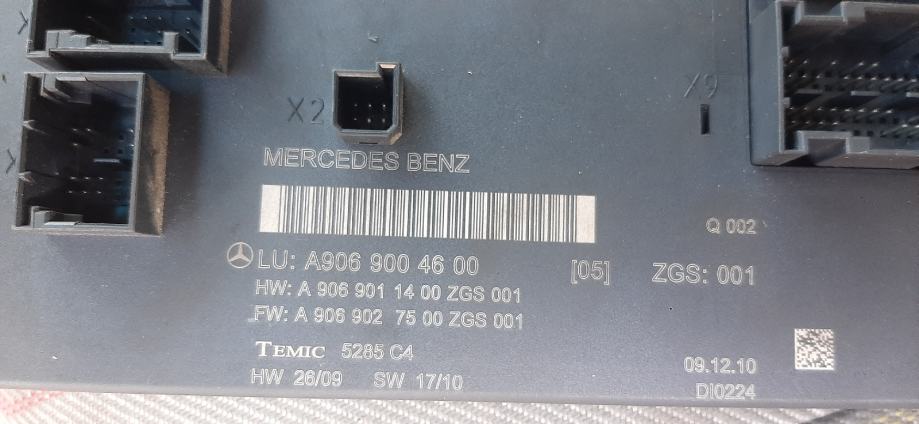 X2
X9
MERCEDES BENZ
Q 002
LU: A906 900 4600 [05] ZGS: 001
HW: A 906 901 14 00 ZGS 001
FW: A 906 902 75 00 ZGS 001
TEMIC 5285 C4
09.12.10
HW 26/09 SW 17/10
DI0224